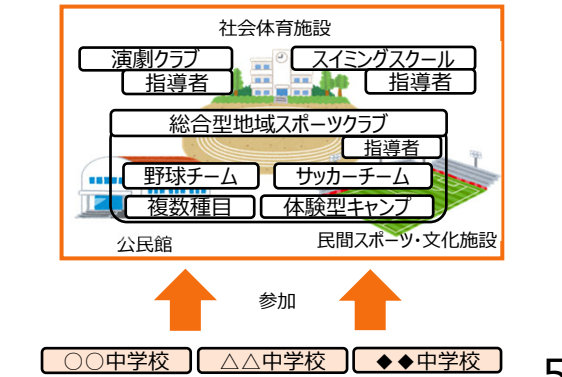 社会体育施設
演劇クラブ
スイミングスクール
指導者
指導者
総合型地域スポーツクラブ
指導者
野球チーム
サッカーチーム
複数種目
体験型キャンプ
公民館
民間スポーツ・文化施設
参加
○○中学校
△△中学校
◆◆中学校
5